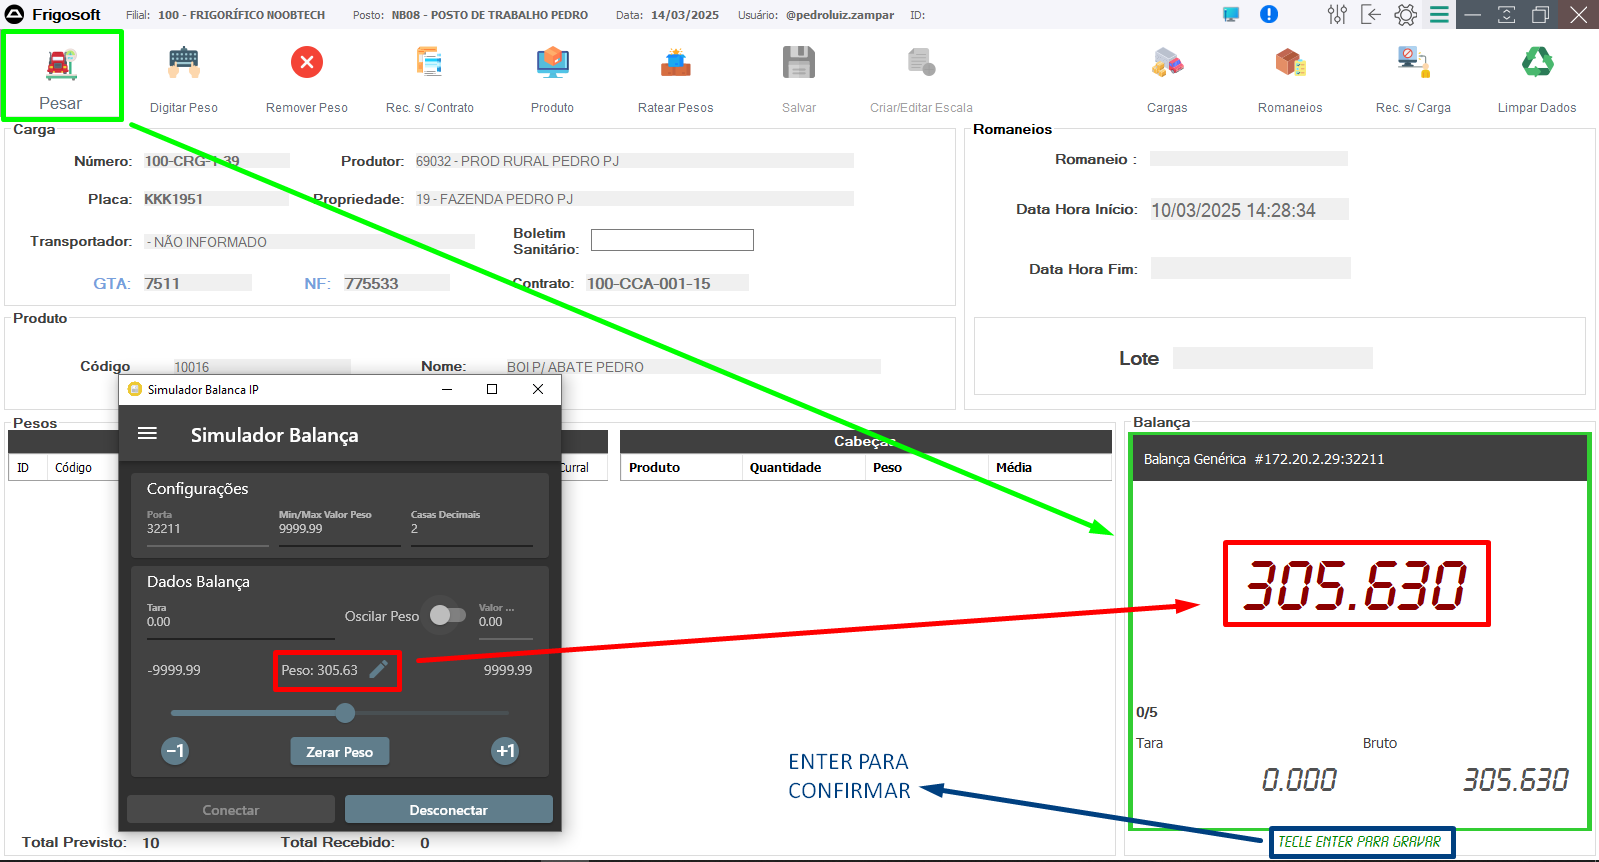 Frigosoft Filial: 100 - FRIGORÍFICO NOOBTECH Posto: NB08 - POSTO DE TRABALHO PEDRO Data: 14/03/2025 Usuário: @pedroluiz.zampar ID:
Pesar Digitar Peso Remover Peso Rec. s/ Contrato Produto Ratear Pesos Salvar Criar/Editar Escala Cargas Romaneios Rec. s/ Carga Limpar Dados
Carga
Número: 100-CRG-1-39 Produtor: 69032 - PROD RURAL PEDRO PJ
Placa: KKK1951 Propriedade: 19 - FAZENDA PEDRO PJ
Transportador: - NÃO INFORMADO Boletim Sanitário:
GTA: 7511 NF: 775533 Contrato: 100-CCA-001-15
Romaneios
Romaneio :
Data Hora Início: 10/03/2025 14:28:34
Data Hora Fim:
Lote
Produto
Código 10016 Nome: BOI P/ ABATE PEDRO
Pesos
ID Código Curral
Cabeças
Produto Quantidade Peso Média
Simulador Balanca IP
Simulador Balança
Configurações
Porta Min/Max Valor Peso Casas Decimais
32211 9999.99 2
Dados Balança
Tara Oscilar Peso Valor ...
0.00 0.00
-9999.99 Peso: 305.63 9999.99
−1 Zerar Peso +1
Conectar Desconectar
Total Previsto: 10 Total Recebido: 0
Balança
Balança Genérica #172.20.2.29:32211
305.630
0/5
Tara Bruto
0.000 305.630
ENTER PARA
CONFIRMAR
TECLE ENTER PARA GRAVAR